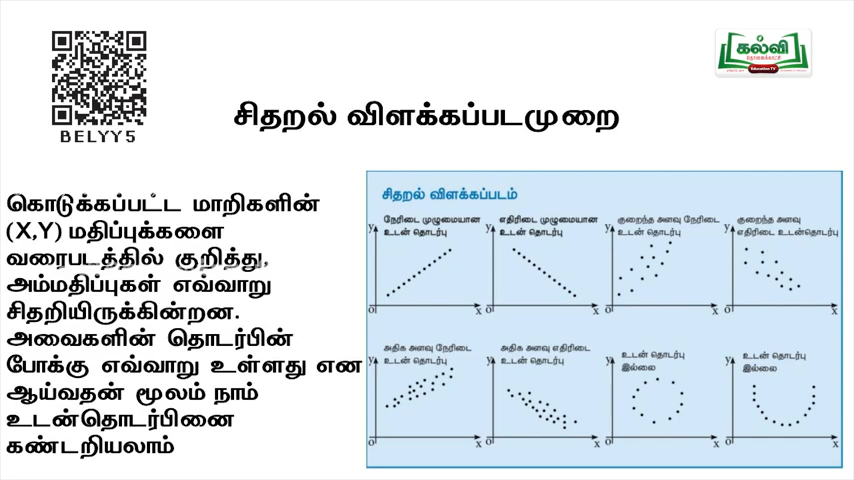 BELYY5
கல்வி
தொலைக்காட்சி
Education TV
சிதறல் விளக்கப்படமுறை
கொடுக்கப்பட்ட மாறிகளின்
(X,Y) மதிப்புக்களை
வரைபடத்தில் குறித்து,
அம்மதிப்புகள் எவ்வாறு
சிதறியிருக்கின்றன.
அவைகளின் தொடர்பின்
போக்கு எவ்வாறு உள்ளது என
ஆய்வதன் மூலம் நாம்
உடன்தொடர்பினை
கண்டறியலாம்
சிதறல் விளக்கப்படம்
நேரிடை முழுமையான
உடன் தொடர்பு
y
o
x
எதிரிடை முழுமையான
உடன் தொடர்பு
y
o
x
குறைந்த அளவு நேரிடை
உடன் தொடர்பு
y
o
x
குறைந்த அளவு
எதிரிடை உடன்தொடர்பு
y
o
x
அதிக அளவு நேரிடை
உடன் தொடர்பு
y
o
x
அதிக அளவு எதிரிடை
உடன் தொடர்பு
y
o
x
உடன் தொடர்பு
இல்லை
y
o
x
உடன் தொடர்பு
இல்லை
y
o
x